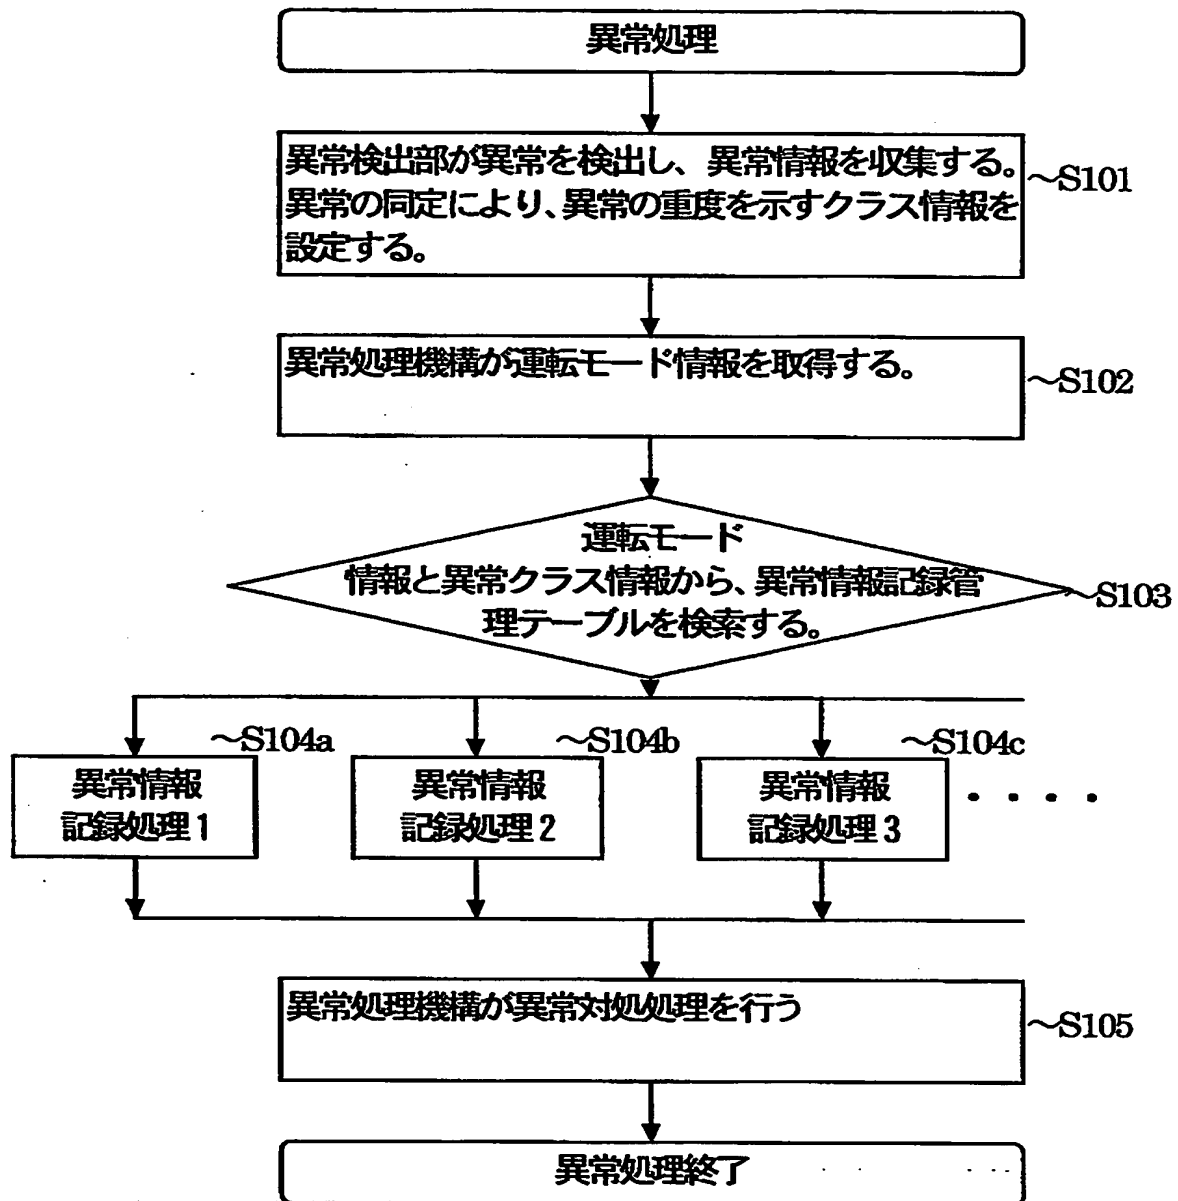 異常処理
異常検出部が異常を検出し、異常情報を収集する。
異常の同定により、異常の重度を示すクラス情報を
設定する。
~S101
異常処理機構が運転モード情報を取得する。
~S102
運転モード
情報と異常クラス情報から、異常情報記録管
理テーブルを検索する。
~S103
~S104a
~S104b
~S104c
異常情報
記録処理1
異常情報
記録処理2
異常情報
記録処理3
・・・・
異常処理機構が異常対処処理を行う
~S105
異常処理終了